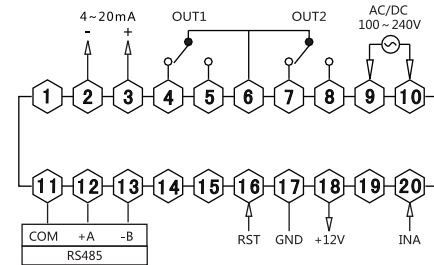 4~20mA OUT1 OUT2 AC/DC
100~240V
- +
1 2 3 4 5 6 7 8 9 10
11 12 13 14 15 16 17 18 19 20
COM +A -B RST GND +12V INA
RS485